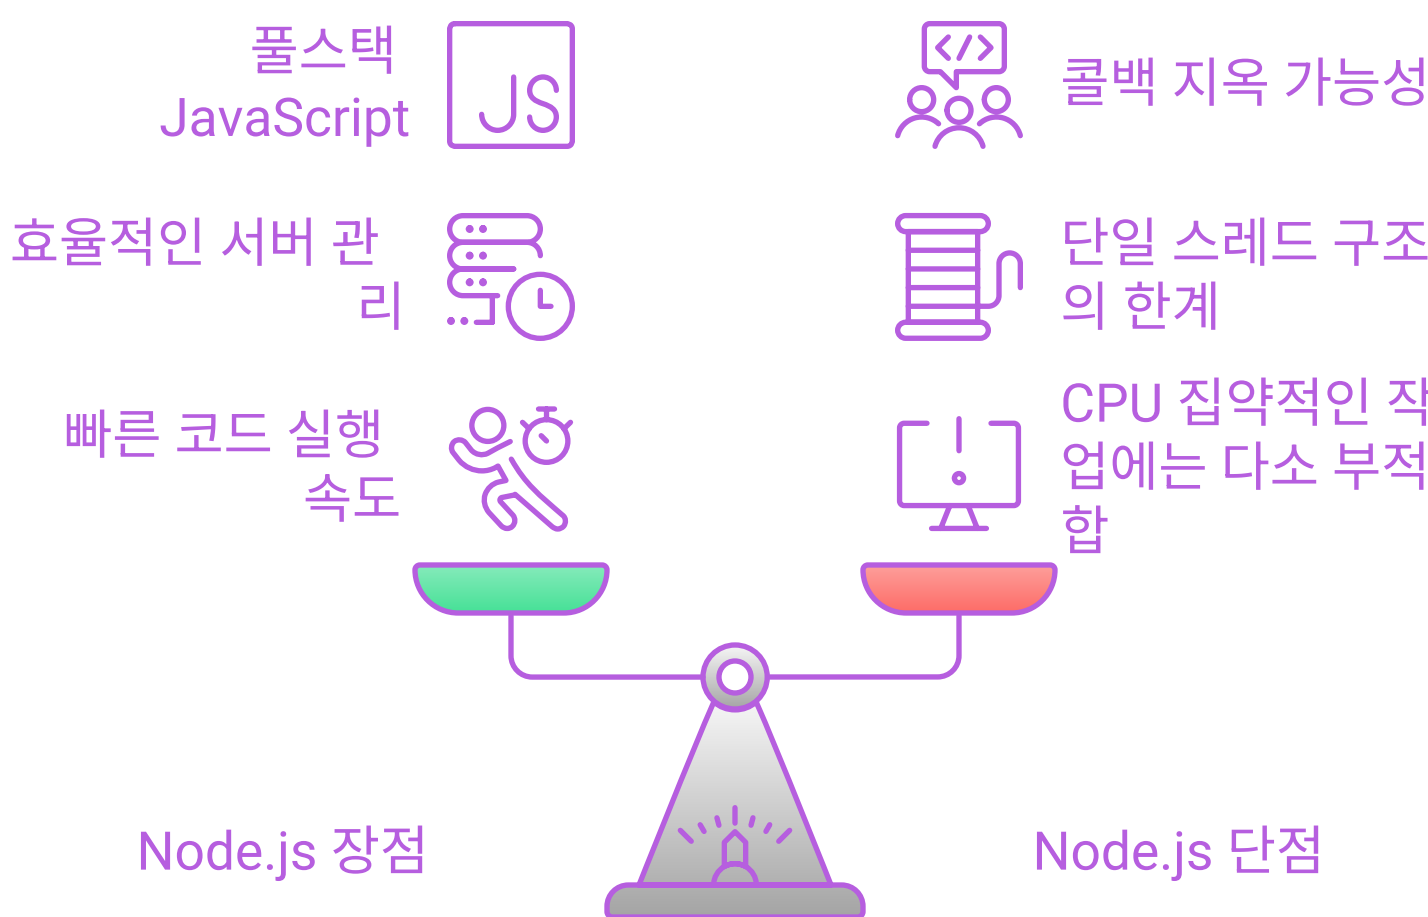 풀스택
JavaScript
JS
효율적인 서버 관
리
빠른 코드 실행
속도
콜백 지옥 가능성
단일 스레드 구조
의 한계
CPU 집약적인 작
업에는 다소 부적
합
Node.js 장점
Node.js 단점